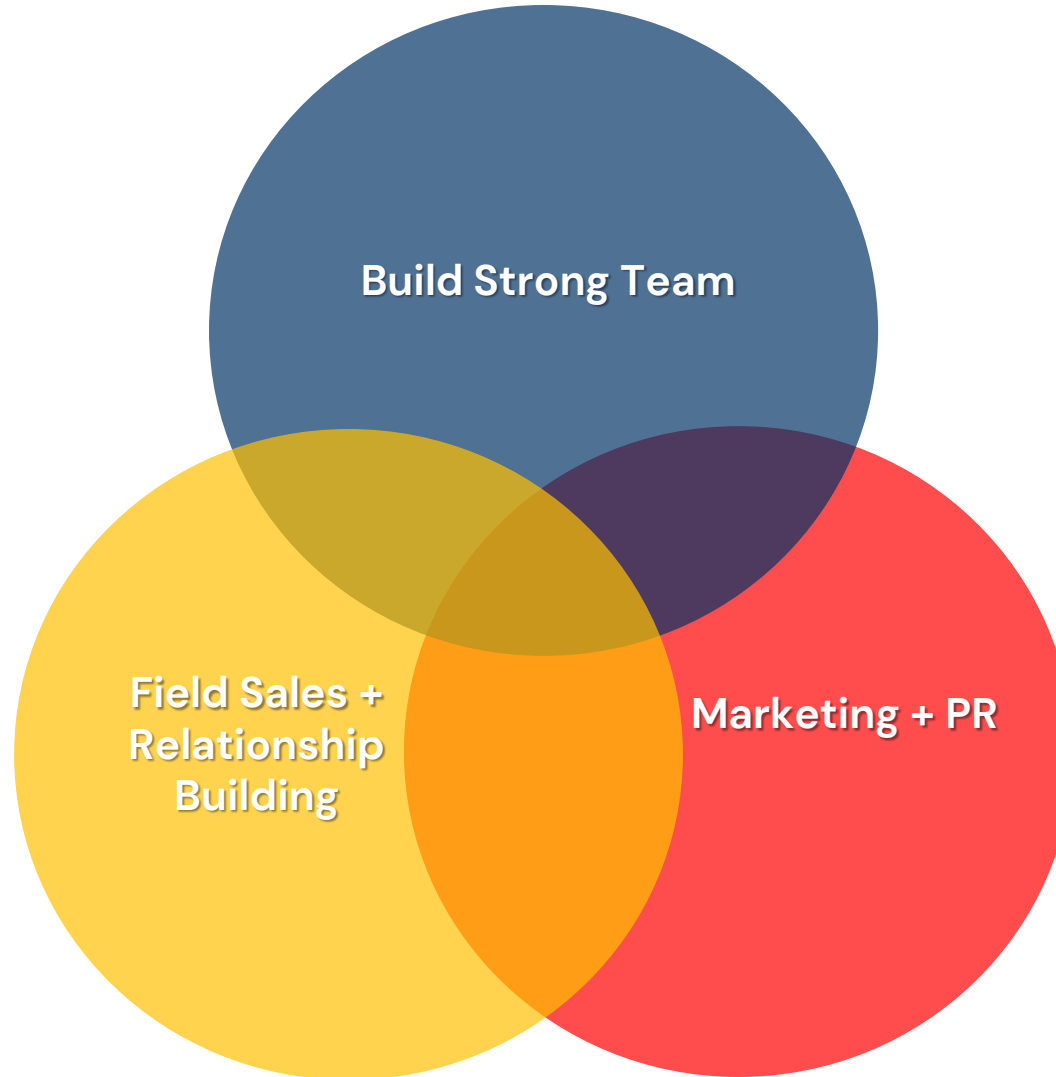 Build Strong Team
Field Sales +
Relationship
Building
Marketing + PR